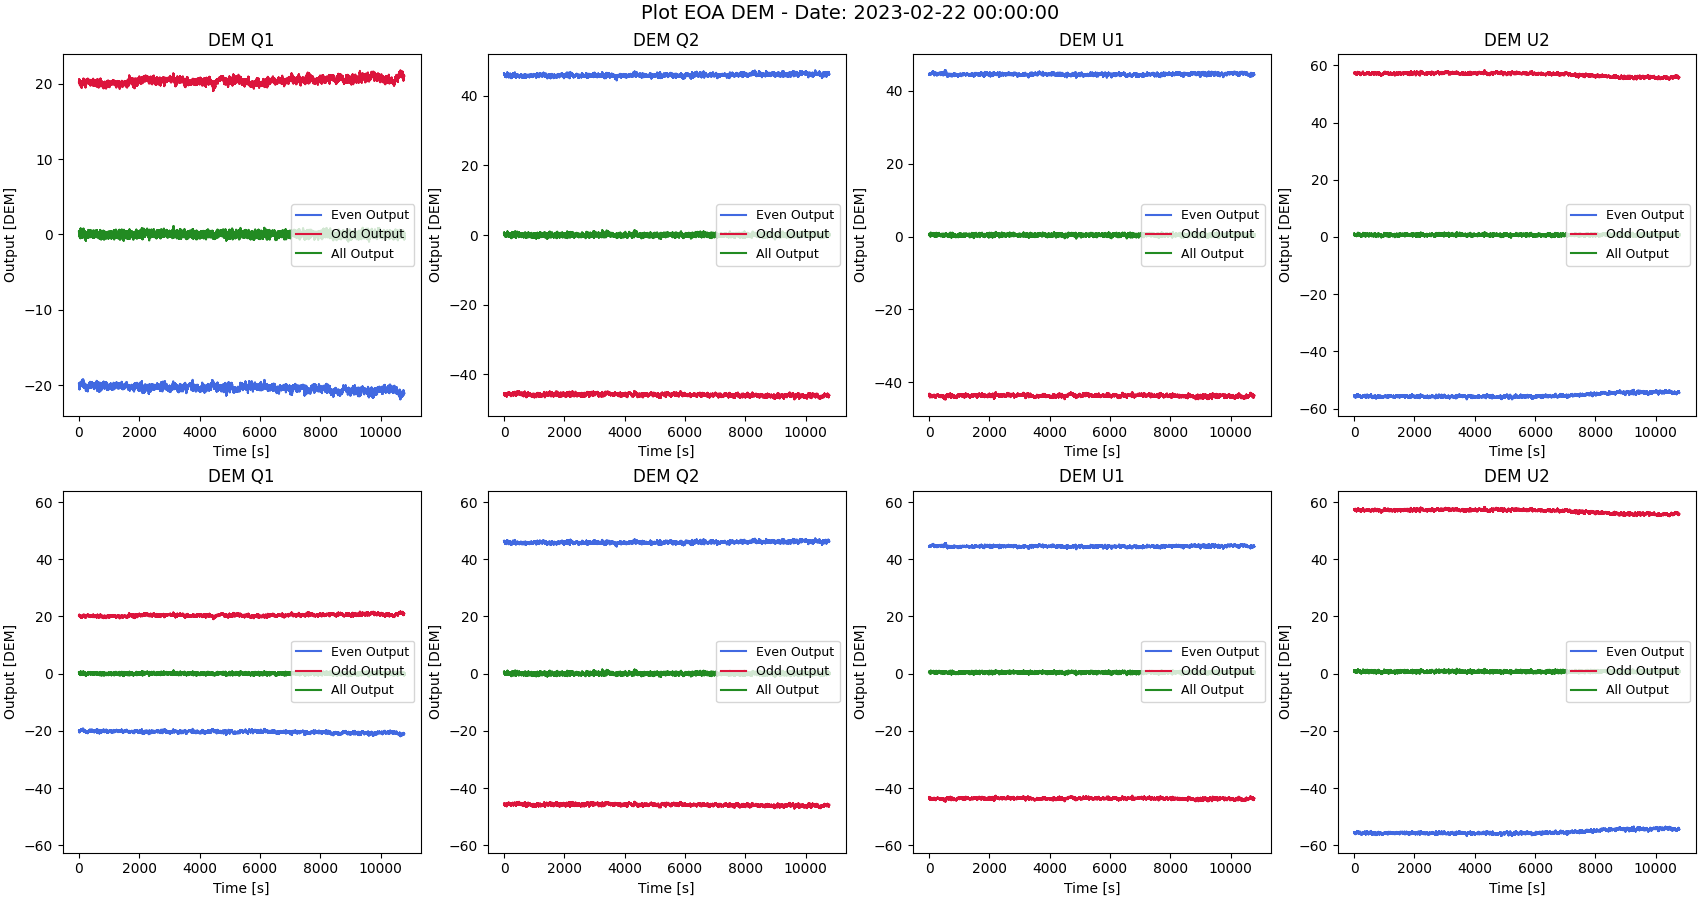 Plot EOA DEM - Date: 2023-02-22 00:00:00
DEM Q1
DEM Q2
DEM U1
DEM U2
Output [DEM]
20
10
0
−10
−20
Even Output
Odd Output
All Output
0 2000 4000 6000 8000 10000
Time [s]
Output [DEM]
40
20
0
−20
−40
Even Output
Odd Output
All Output
0 2000 4000 6000 8000 10000
Time [s]
Output [DEM]
40
20
0
−20
−40
Even Output
Odd Output
All Output
0 2000 4000 6000 8000 10000
Time [s]
Output [DEM]
60
40
20
0
−20
−40
−60
Even Output
Odd Output
All Output
0 2000 4000 6000 8000 10000
Time [s]
DEM Q1
DEM Q2
DEM U1
DEM U2
Output [DEM]
60
40
20
0
−20
−40
−60
Even Output
Odd Output
All Output
0 2000 4000 6000 8000 10000
Time [s]
Output [DEM]
60
40
20
0
−20
−40
−60
Even Output
Odd Output
All Output
0 2000 4000 6000 8000 10000
Time [s]
Output [DEM]
60
40
20
0
−20
−40
−60
Even Output
Odd Output
All Output
0 2000 4000 6000 8000 10000
Time [s]
Output [DEM]
60
40
20
0
−20
−40
−60
Even Output
Odd Output
All Output
0 2000 4000 6000 8000 10000
Time [s]